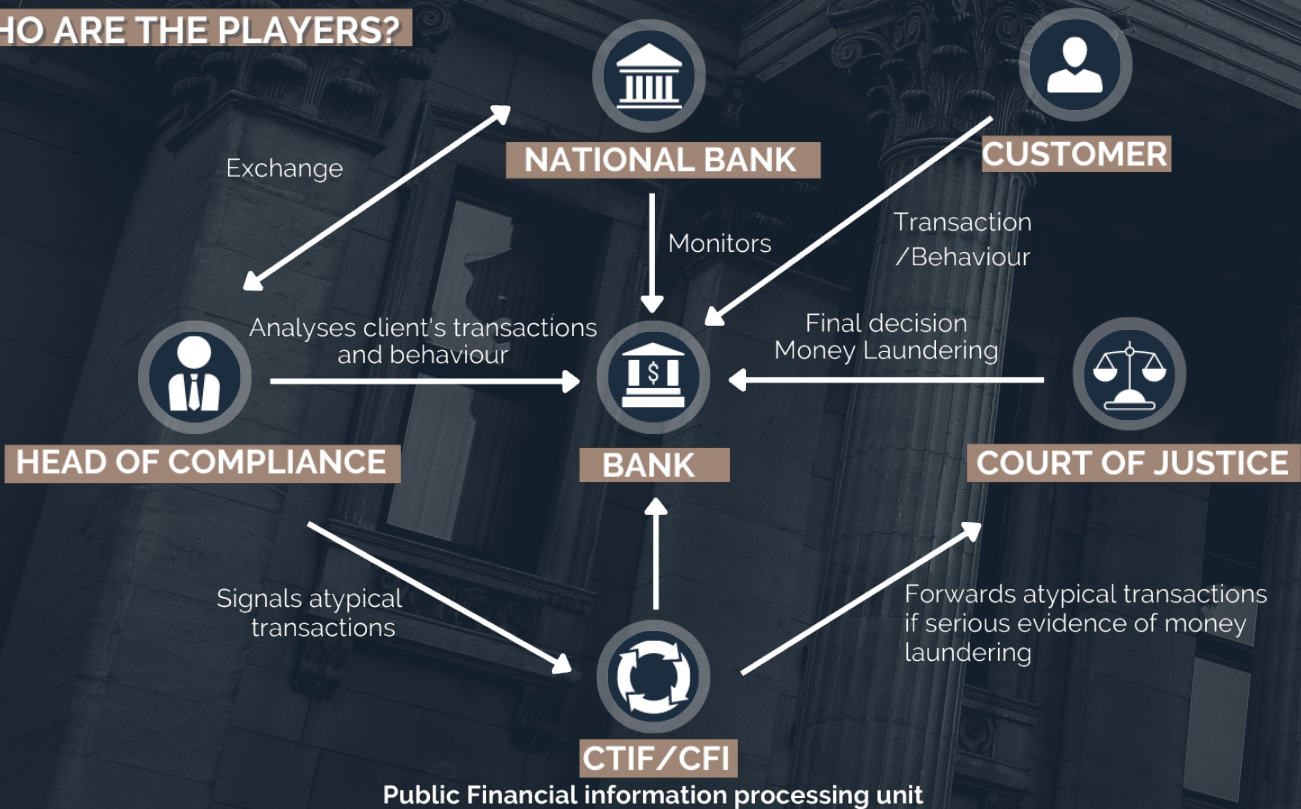 HO ARE THE PLAYERS?
NATIONAL BANK
CUSTOMER
Exchange
Monitors
Transaction
/Behaviour
Analyses client's transactions
and behaviour
Final decision
Money Laundering
$
HEAD OF COMPLIANCE
BANK
COURT OF JUSTICE
Signals atypical
transactions
Forwards atypical transactions
if serious evidence of money
laundering
CTIF/CFI
Public Financial information processing unit